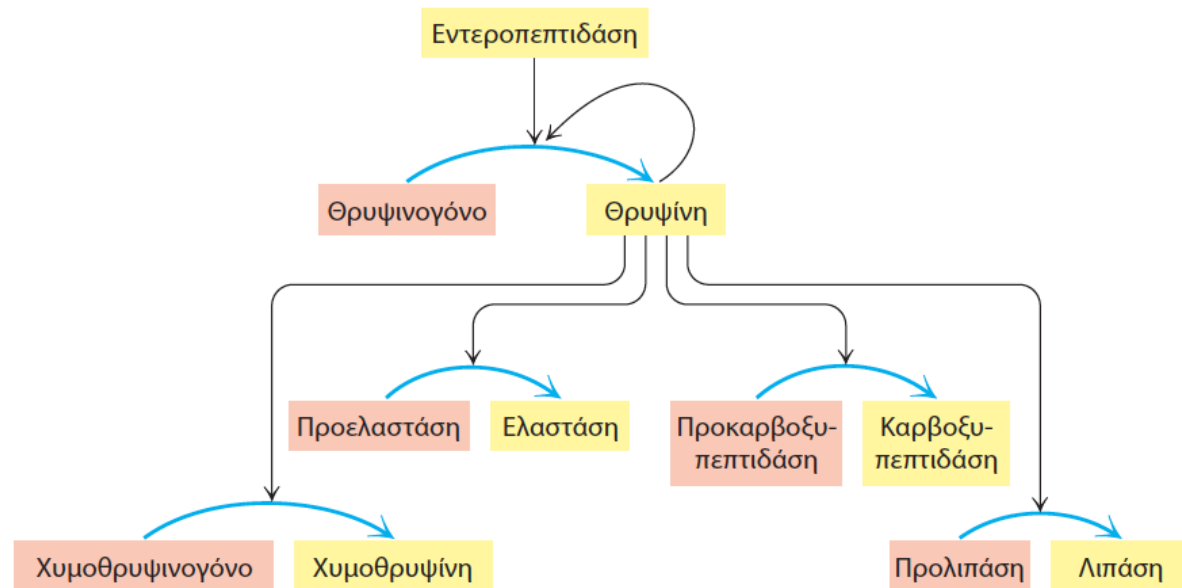 Εντεροπεπτιδάση
Θρυψινογόνο
Θρυψίνη
Προελαστάση
Ελαστάση
Προκαρβοξυ-
πεπτιδάση
Καρβοξυ-
πεπτιδάση
Χυμοθρυψινογόνο
Χυμοθρυψίνη
Προλιπάση
Λιπάση